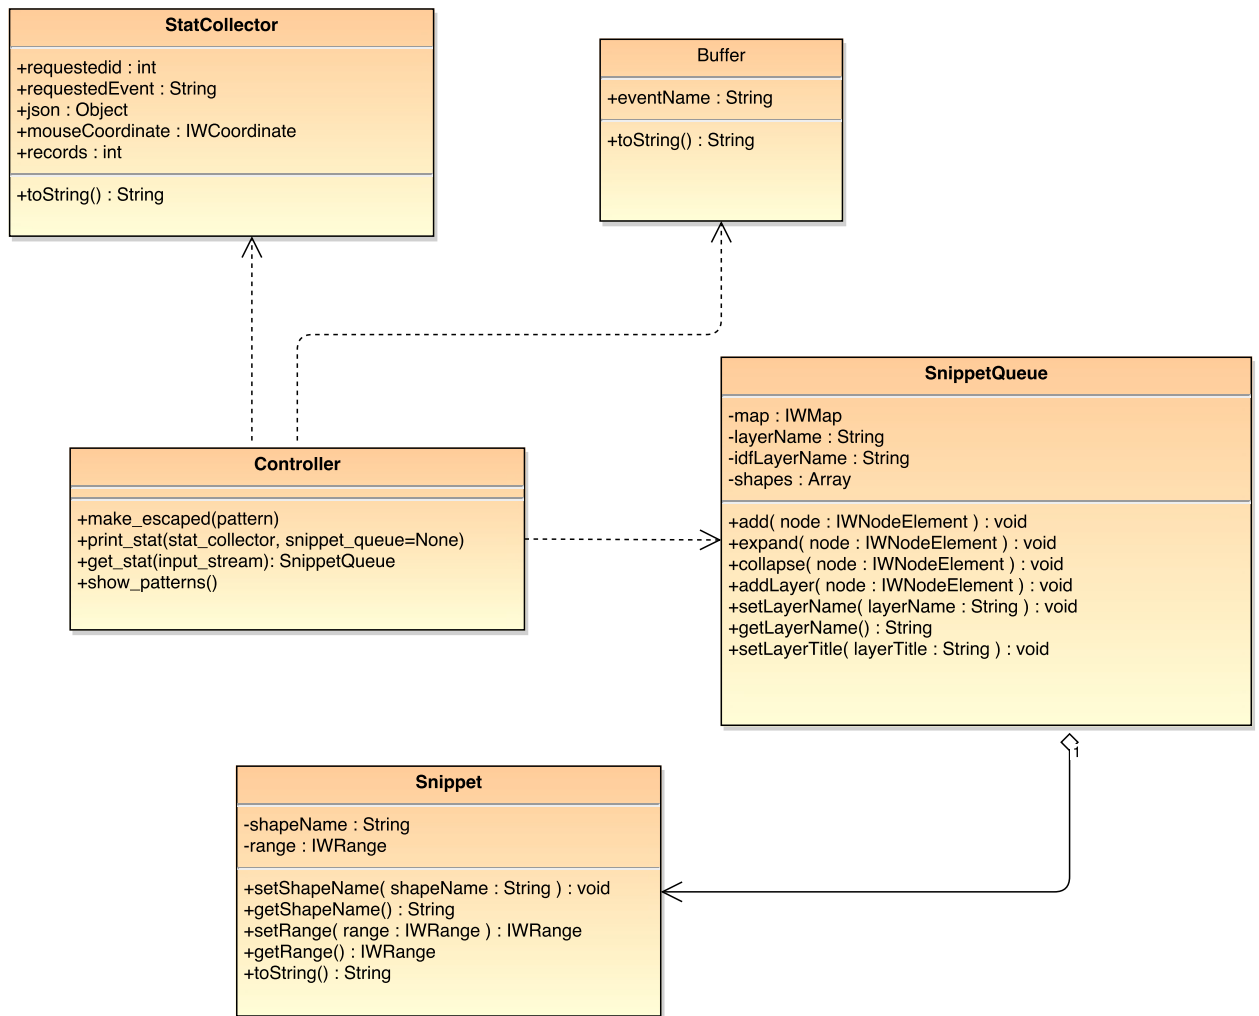 StatCollector
+requestedid : int
+requestedEvent : String
+json : Object
+mouseCoordinate : IWCoordinate
+records : int
+toString() : String
Buffer
+eventName : String
+toString() : String
Controller
+make_escaped(pattern)
+print_stat(stat_collector, snippet_queue=None)
+get_stat(input_stream): SnippetQueue
+show_patterns()
SnippetQueue
-map : IWMap
-layerName : String
-idfLayerName : String
-shapes : Array
+add( node : IWNodeElement ) : void
+expand( node : IWNodeElement ) : void
+collapse( node : IWNodeElement ) : void
+addLayer( node : IWNodeElement ) : void
+setLayerName( layerName : String ) : void
+getLayerName() : String
+setLayerTitle( layerTitle : String ) : void
1
Snippet
-shapeName : String
-range : IWRange
+setShapeName( shapeName : String ) : void
+getShapeName() : String
+setRange( range : IWRange ) : IWRange
+getRange() : IWRange
+toString() : String